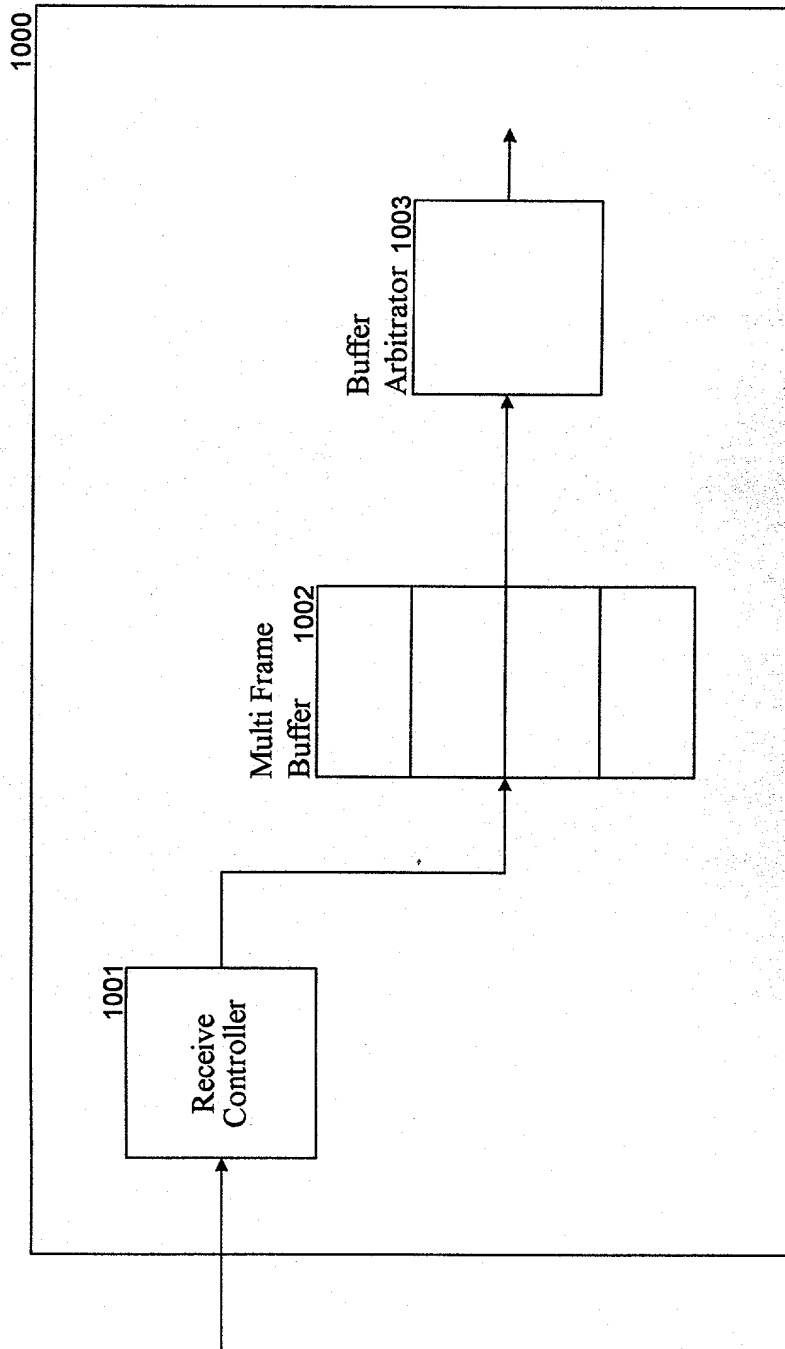 1000
1001
Receive
Controller
Multi Frame
Buffer 1002
Buffer
Arbitrator 1003